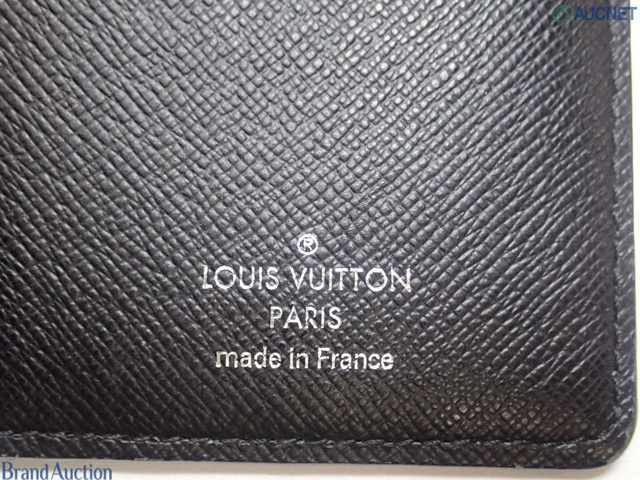 AUCNET
®
LOUIS VUITTON
PARIS
made in France
Brand Auction